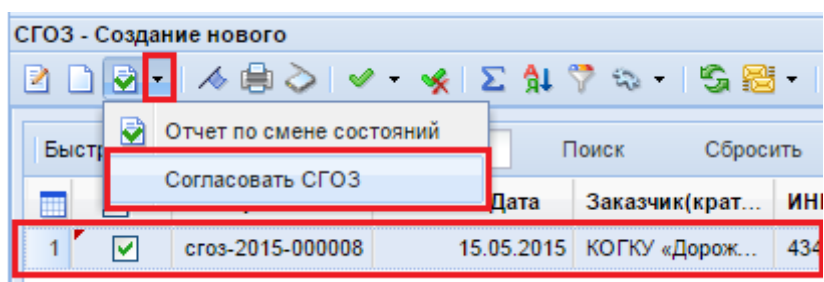 СГОЗ - Создание нового
Отчет по смене состояний
Быстр
Поиск
Сбросить
Согласовать СГОЗ
Дата
Заказчик(крат...
ИНН
1
сгоз-2015-000008
15.05.2015
КОГКУ «Дорож...
434